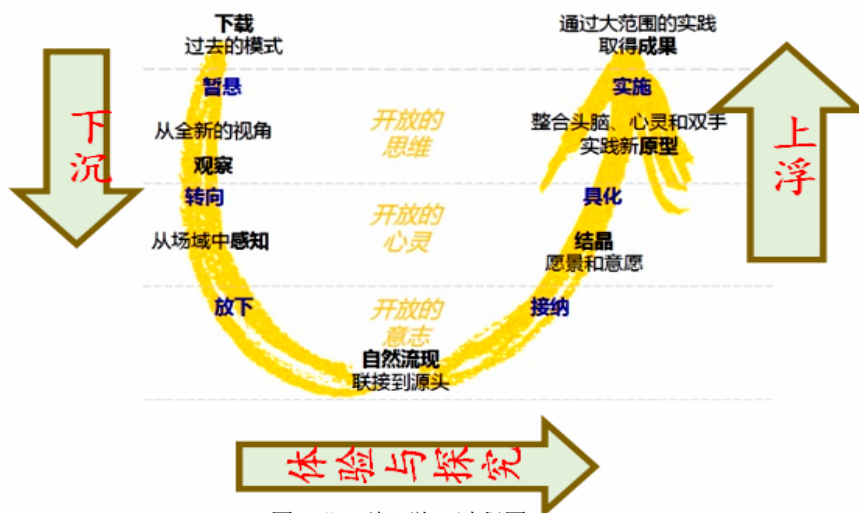 下载
过去的模式
暂悬
从全新的视角
观察
转向
从场域中感知
放下
开放的
思维
开放的
心灵
开放的
意志
自然流现
联接到源头
通过大范围的实践
取得成果
实施
整合头脑、心灵和双手
实践新原型
具化
结晶
愿景和意愿
接纳
下沉
上浮
体验与探究